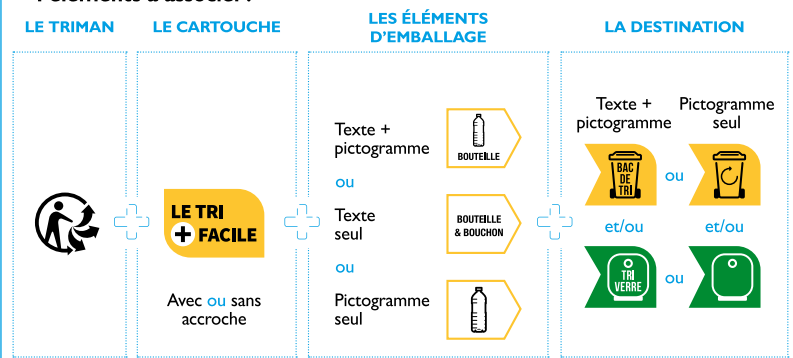 LE TRIMAN
LE CARTOUCHE
LES ÉLÉMENTS
D'EMBALLAGE
LA DESTINATION
LE TRI
+ FACILE
Avec ou sans
accroche
Texte +
pictogramme
BOUTEILLE
ou
Texte
seul
BOUTEILLE
& BOUCHON
ou
Pictogramme
seul
Texte +
pictogramme
Pictogramme
seul
BAC
DE
TRI
ou
et/ou
et/ou
TRI
VERRE
ou